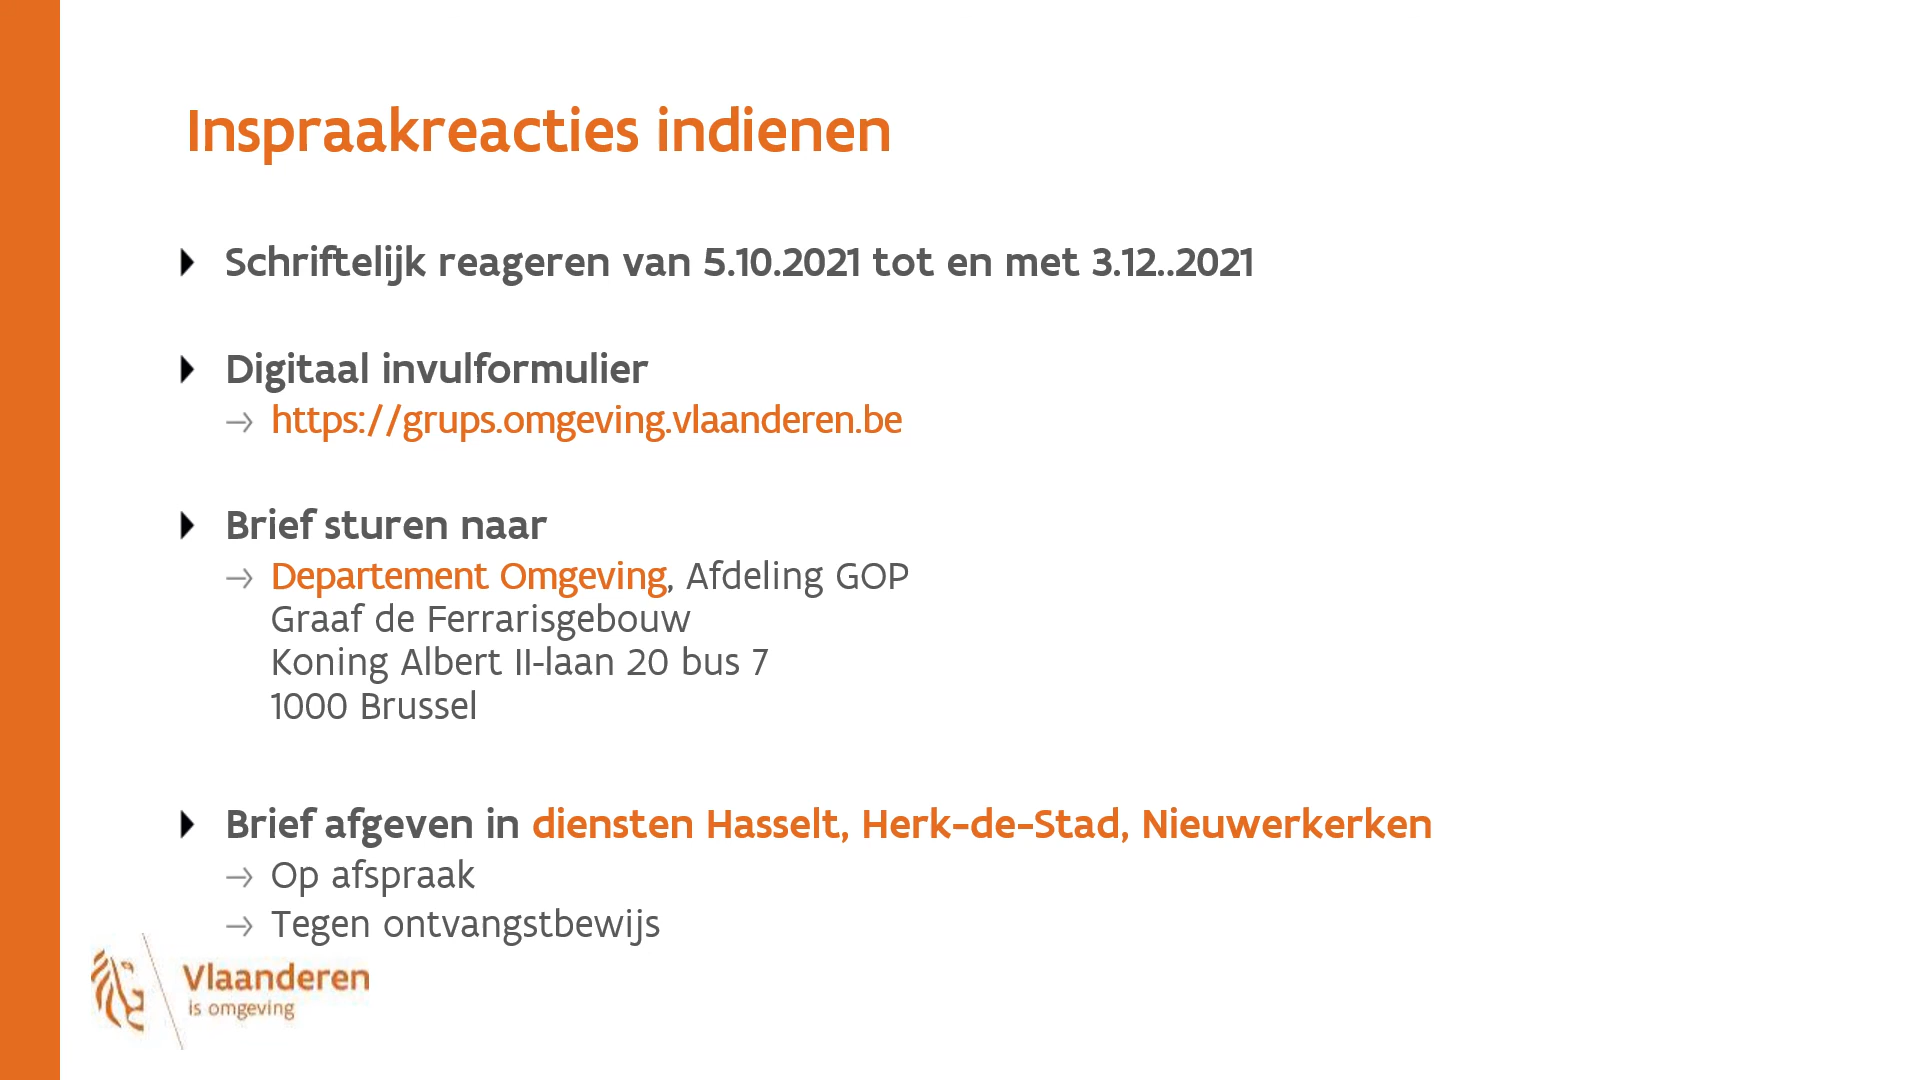 Inspraakreacties indienen
Schriftelijk reageren van 5.10.2021 tot en met 3.12..2021
Digitaal invulformulier
→ https://grups.omgeving.vlaanderen.be
Brief sturen naar
→ Departement Omgeving, Afdeling GOP
Graaf de Ferrarisgebouw
Koning Albert II-laan 20 bus 7
1000 Brussel
Brief afgeven in diensten Hasselt, Herk-de-Stad, Nieuwerkerken
→ Op afspraak
→ Tegen ontvangstbewijs
Vlaanderen
is omgeving